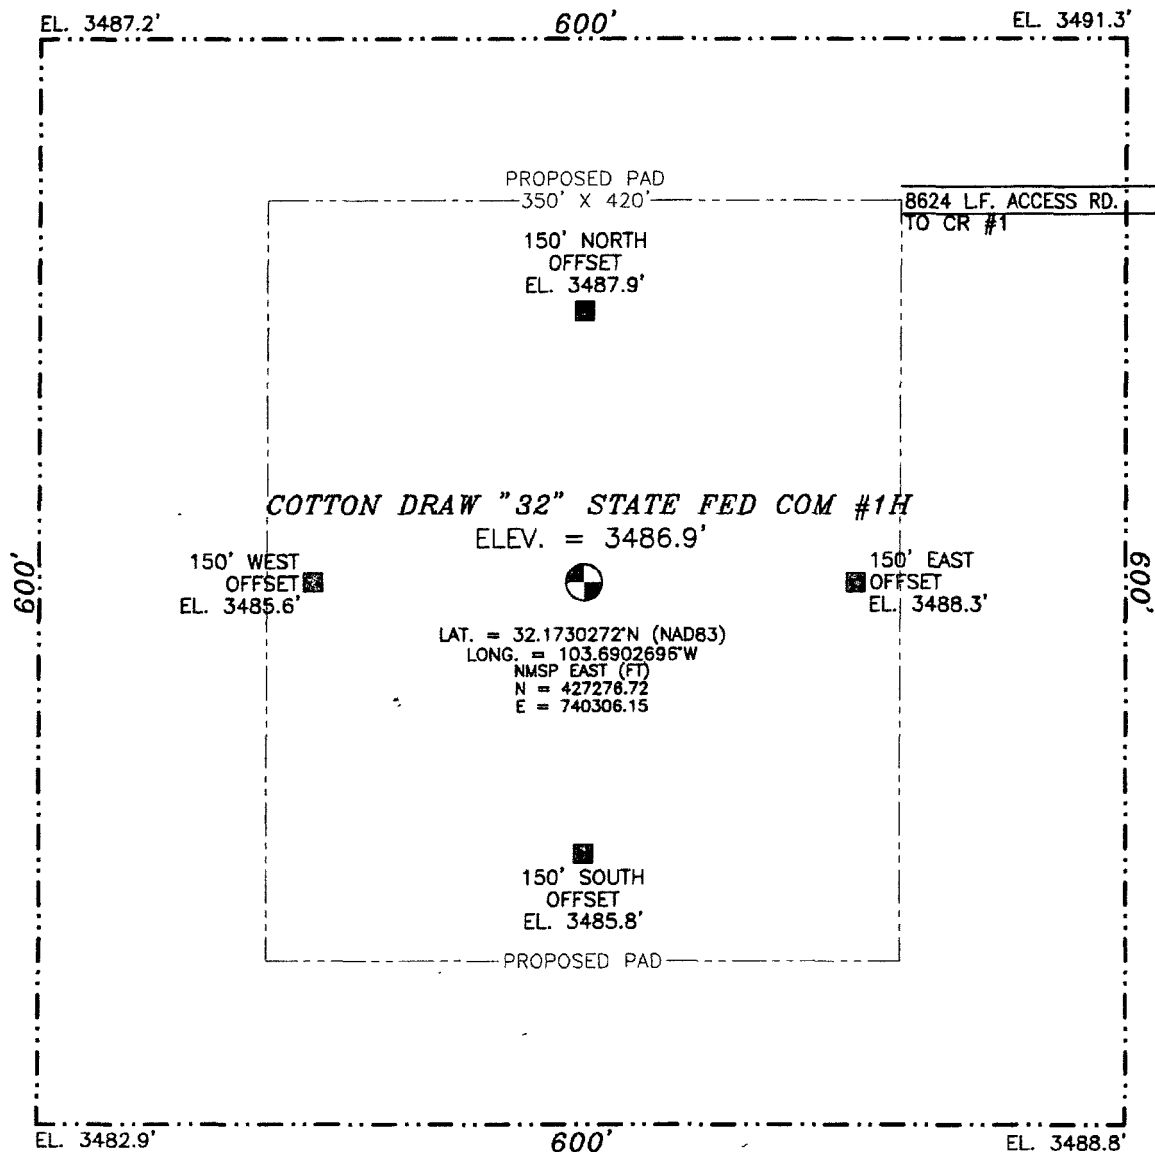 EL. 3487.2'
600'
EL. 3491.3'
PROPOSED PAD
350' X 420'
8624 L.F. ACCESS RD.
TO CR #1
150' NORTH
OFFSET
EL. 3487.9'
COTTON DRAW "32" STATE FED COM #1H
ELEV. = 3486.9'
600'
150' WEST
OFFSET
EL. 3485.6'
150' EAST
OFFSET
EL. 3488.3'
600'
LAT. = 32.1730272°N (NAD83)
LONG. = 103.6902696°W
NMSP EAST (FT)
N = 427276.72
E = 740306.15
150' SOUTH
OFFSET
EL. 3485.8'
PROPOSED PAD
EL. 3482.9'
600'
EL. 3488.8'